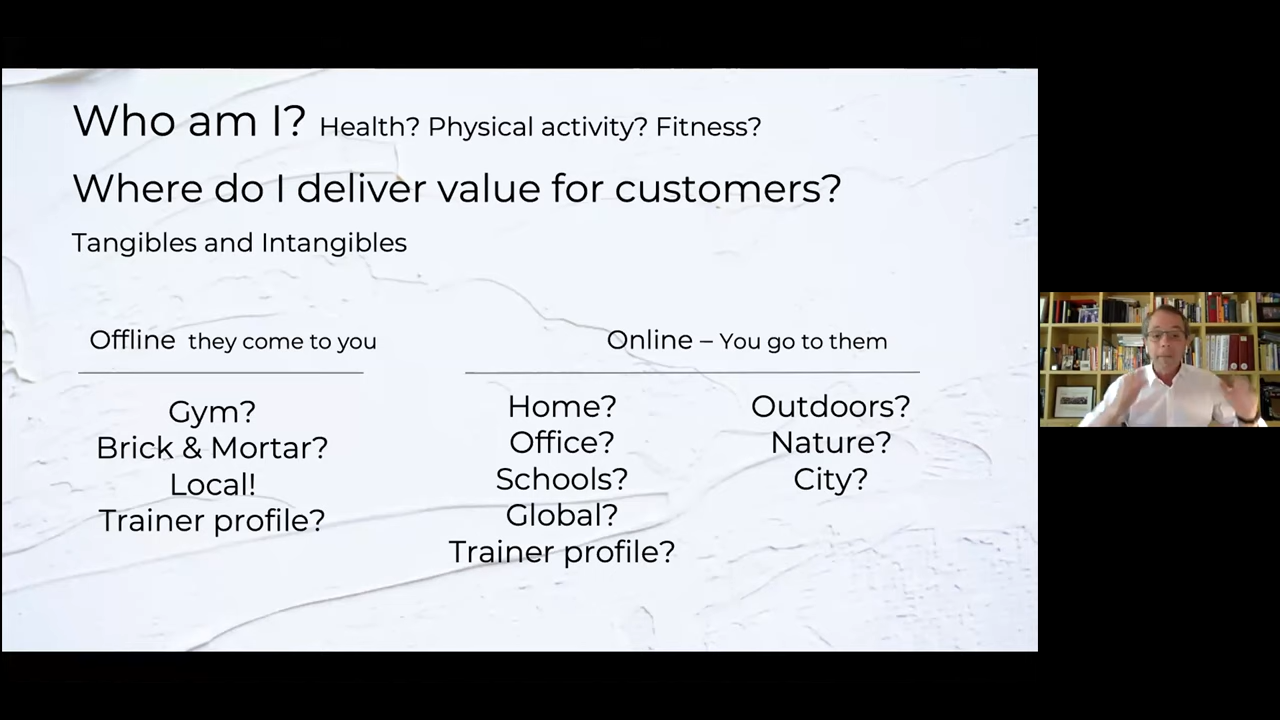 Who am I? Health? Physical activity? Fitness?
Where do I deliver value for customers?
Tangibles and Intangibles
Offline they come to you
Gym?
Brick & Mortar?
Local!
Trainer profile?
Online – You go to them
Home?
Office?
Schools?
Global?
Trainer profile?
Outdoors?
Nature?
City?